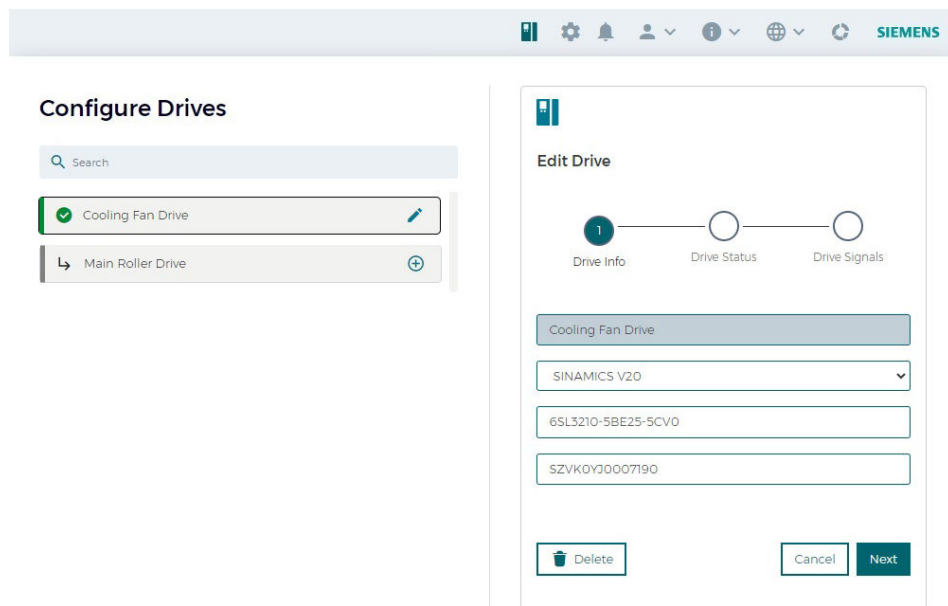 SIEMENS
Configure Drives
Search
Cooling Fan Drive
Main Roller Drive
Edit Drive
1
Drive Info
Drive Status
Drive Signals
Cooling Fan Drive
SINAMICS V20
6SL3210-5BE25-5CV0
SZVK0YJ0007190
Delete
Cancel
Next